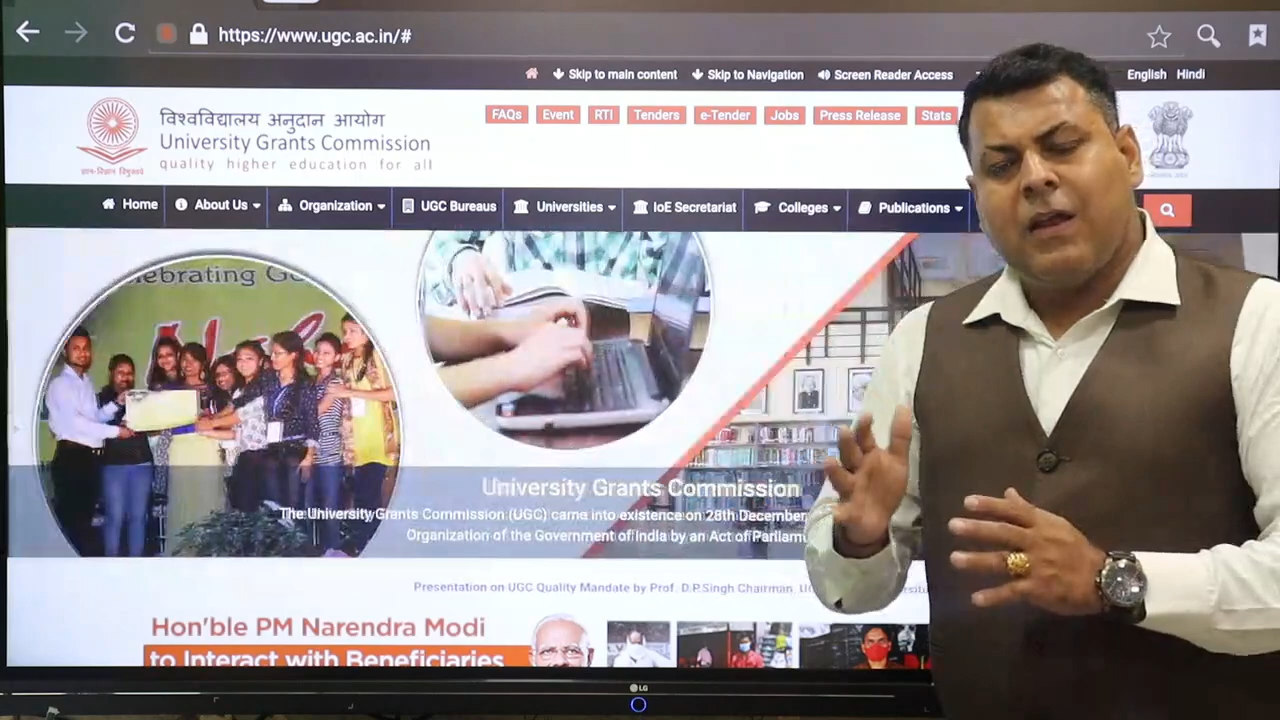 https://www.ugc.ac.in/#
Skip to main content
Skip to Navigation
Screen Reader Access
English
Hindi
विश्वविद्यालय अनुदान आयोग
University Grants Commission
quality higher education for all
ज्ञान-विज्ञान विमुक्तये
FAQs
Event
RTI
Tenders
e-Tender
Jobs
Press Release
Stats
Home
About Us
Organization
UGC Bureaus
Universities
IoE Secretariat
Colleges
Publications
University Grants Commission
The University Grants Commission (UGC) came into existence on 28th December,
Organization of the Government of India by an Act of
Presentation on UGC Quality Mandate by Prof. D.P.Singh Chairman,
Hon'ble PM Narendra Modi
to Interact with Beneficiaries
LG